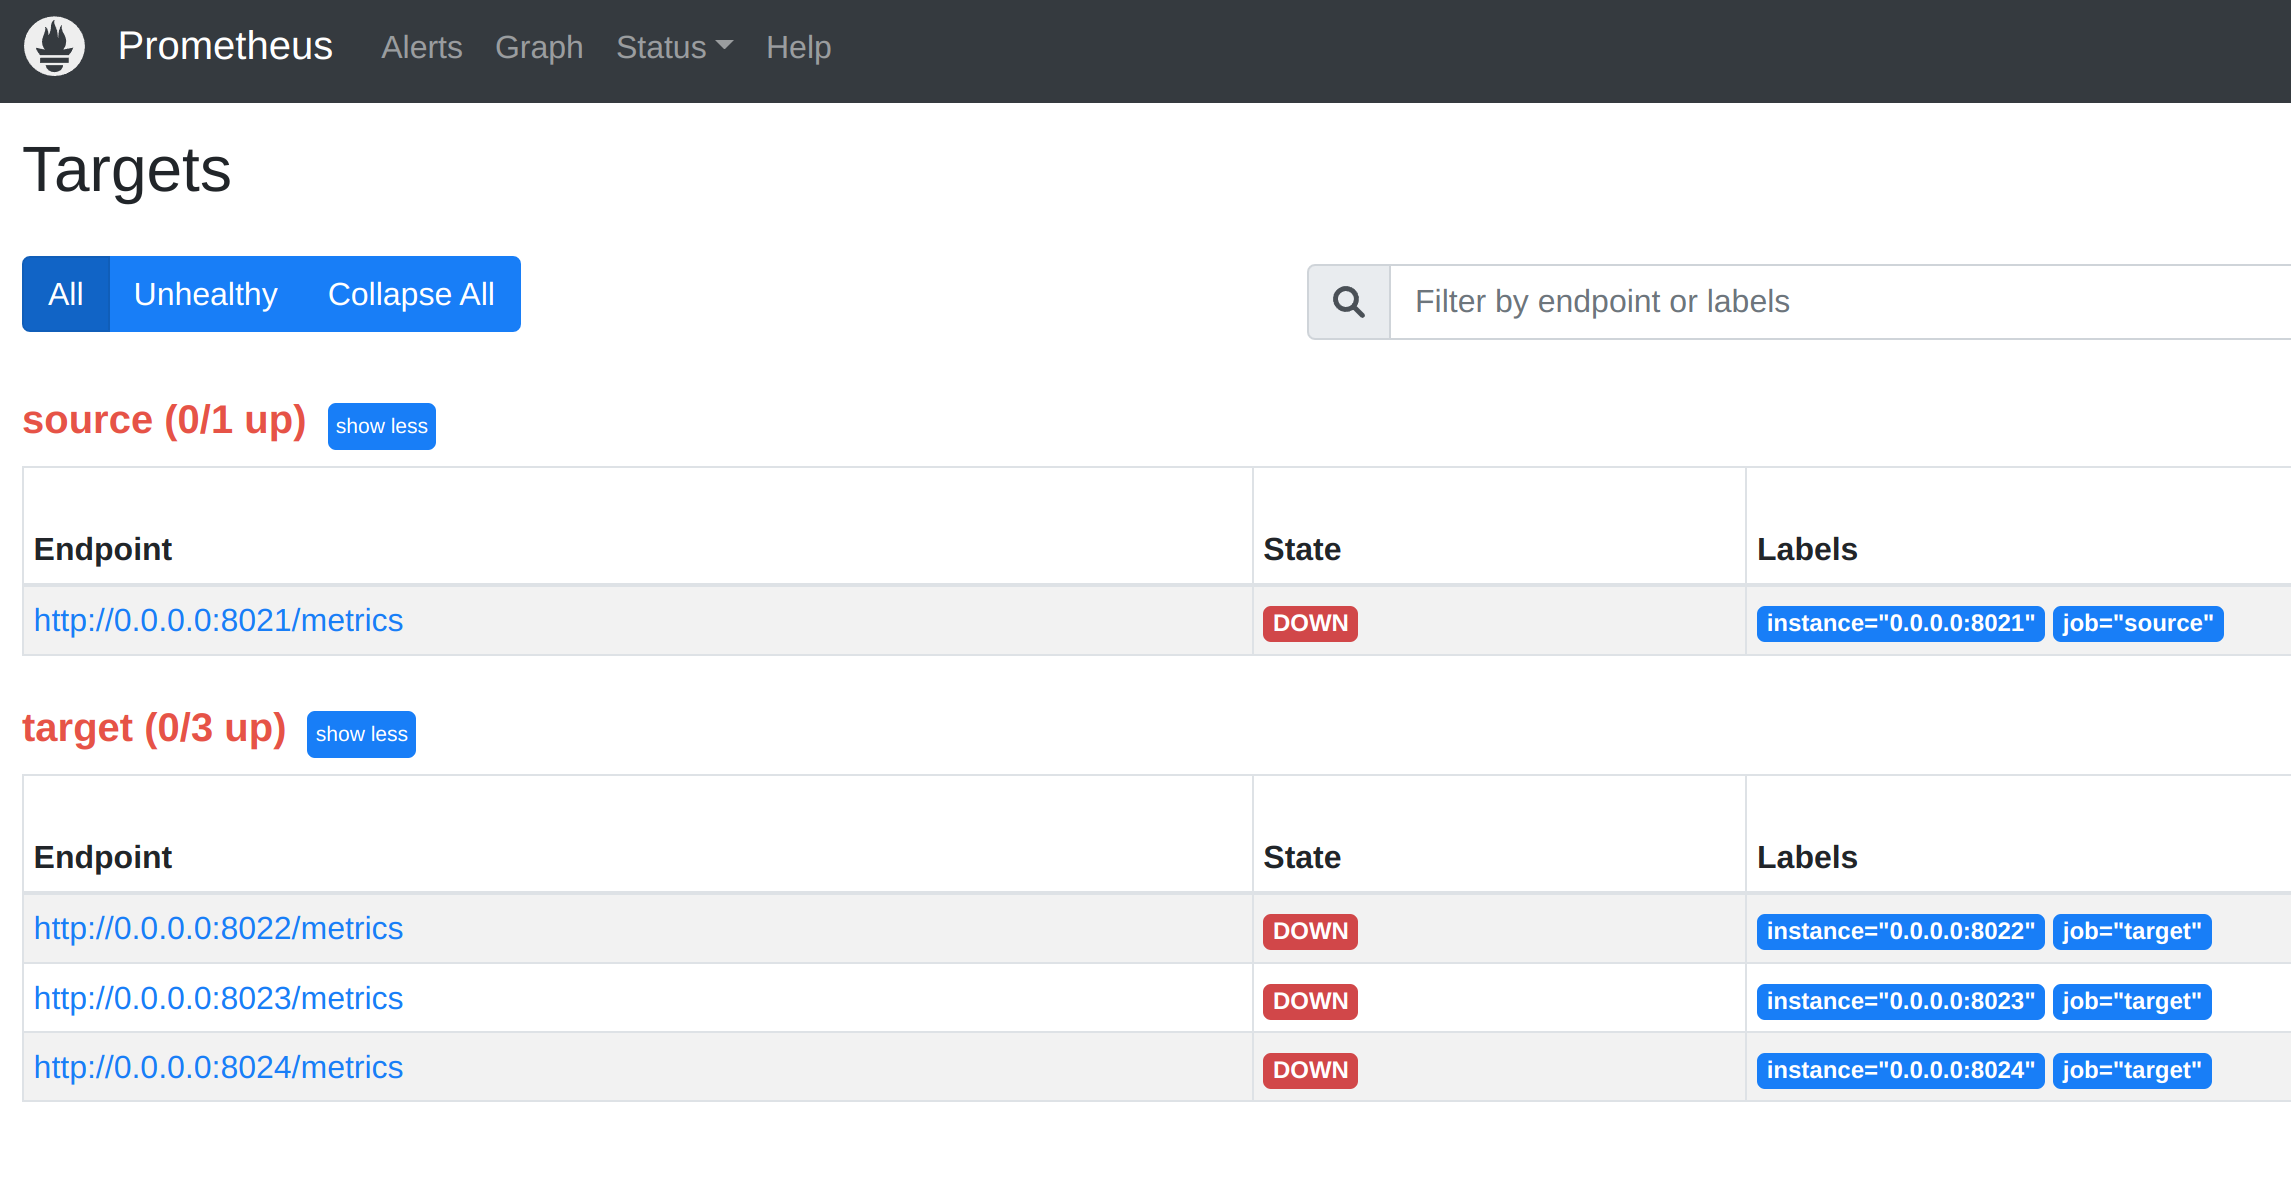 Prometheus Alerts Graph Status Help
Targets
All Unhealthy Collapse All
Filter by endpoint or labels
source (0/1 up) show less
Endpoint State Labels
http://0.0.0.0:8021/metrics DOWN instance="0.0.0.0:8021" job="source"
target (0/3 up) show less
Endpoint State Labels
http://0.0.0.0:8022/metrics DOWN instance="0.0.0.0:8022" job="target"
http://0.0.0.0:8023/metrics DOWN instance="0.0.0.0:8023" job="target"
http://0.0.0.0:8024/metrics DOWN instance="0.0.0.0:8024" job="target"